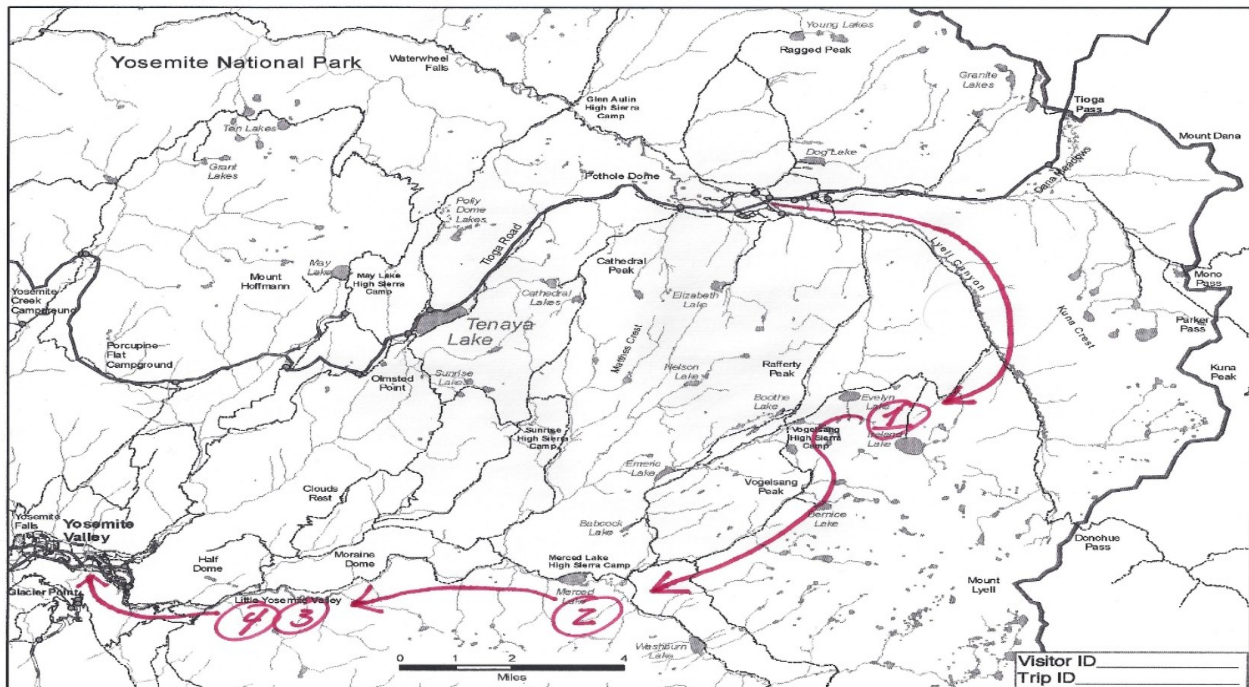 Yosemite National Park
Waterwheel
Falls
Young Lakes
Ragged Peak
Granite
Lakes
Tioga
Pass
Glen Aulin
High Sierra
Camp
Mount Dana
Ten Lakes
Grant
Lakes
Dog Lake
Dana Meadows
Pothole Dome
Polly
Dome
Lakes
Tioga Road
Lyell Canyon
May
Lake
May Lake
High Sierra
Camp
Mount
Hoffmann
Cathedral
Peak
Cathedral
Lakes
Elizabeth
Lake
Mono
Pass
Yosemite
Creek
Campground
Kuna Crest
Parker
Pass
Tenaya
Lake
Porcupine
Flat
Campground
Olmsted
Point
Matthes Crest
Sunrise
Lakes
Nelson
Lake
Rafferty
Peak
Kuna
Peak
Boothe
Lake
Evelyn
Lake
1
Ireland
Lake
Sunrise
High Sierra
Camp
Vogelsang
High Sierra
Camp
Emeric
Lake
Vogelsang
Peak
Clouds
Rest
Bernice
Lake
Yosemite
Falls
Yosemite
Valley
Babcock
Lake
Donohue
Pass
Half
Dome
Moraine
Dome
Merced Lake
High Sierra Camp
Merced
Lake
Mount
Lyell
Glacier Point
Little Yosemite Valley
4 3
2
Washburn
Lake
0 1 2 4
Miles
Visitor ID
Trip ID